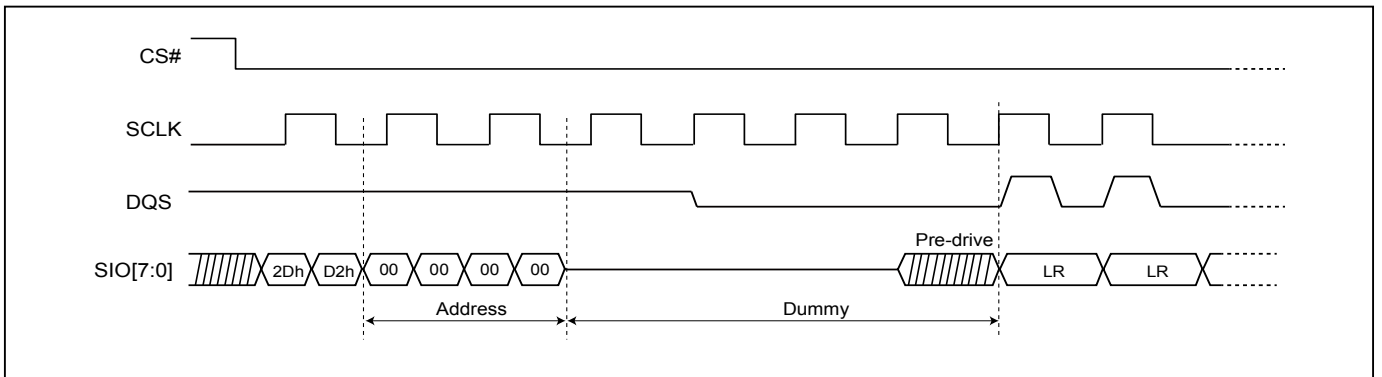 CS#
SCLK
DQS
Pre-drive
SIO[7:0] 2Dh D2h 00 00 00 00 LR LR
Address Dummy